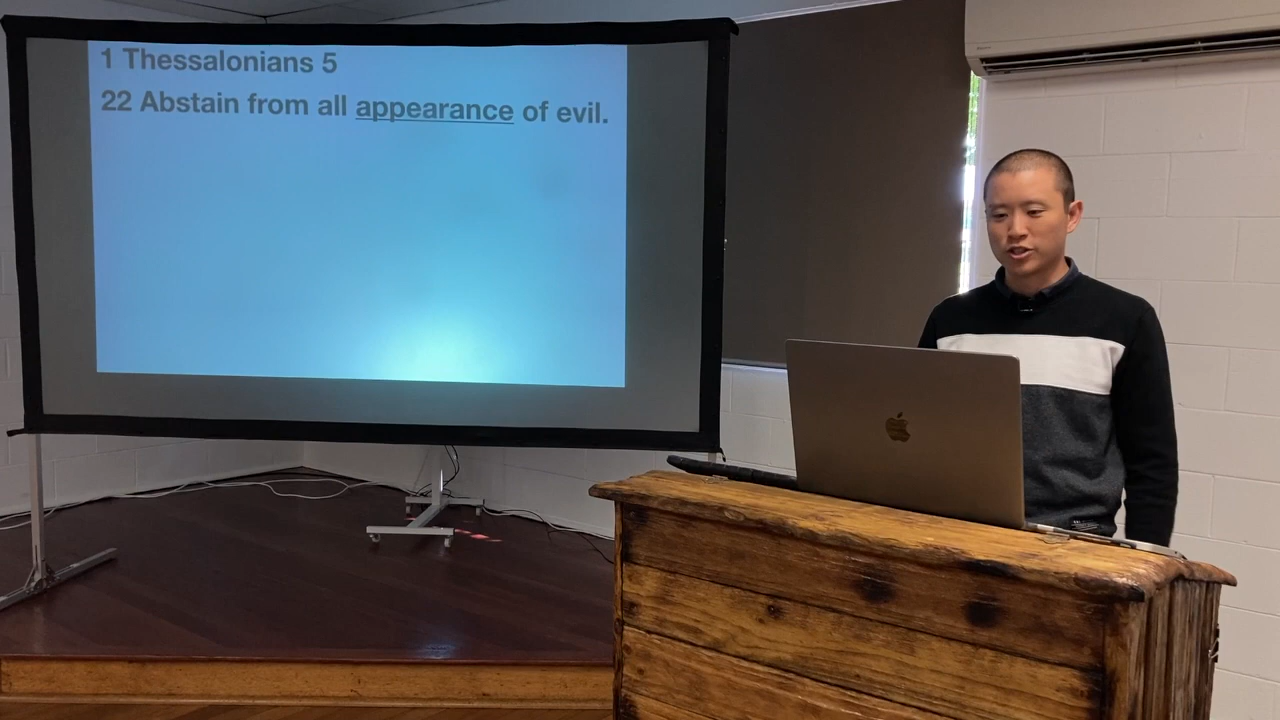 1 Thessalonians 5
22 Abstain from all appearance of evil.